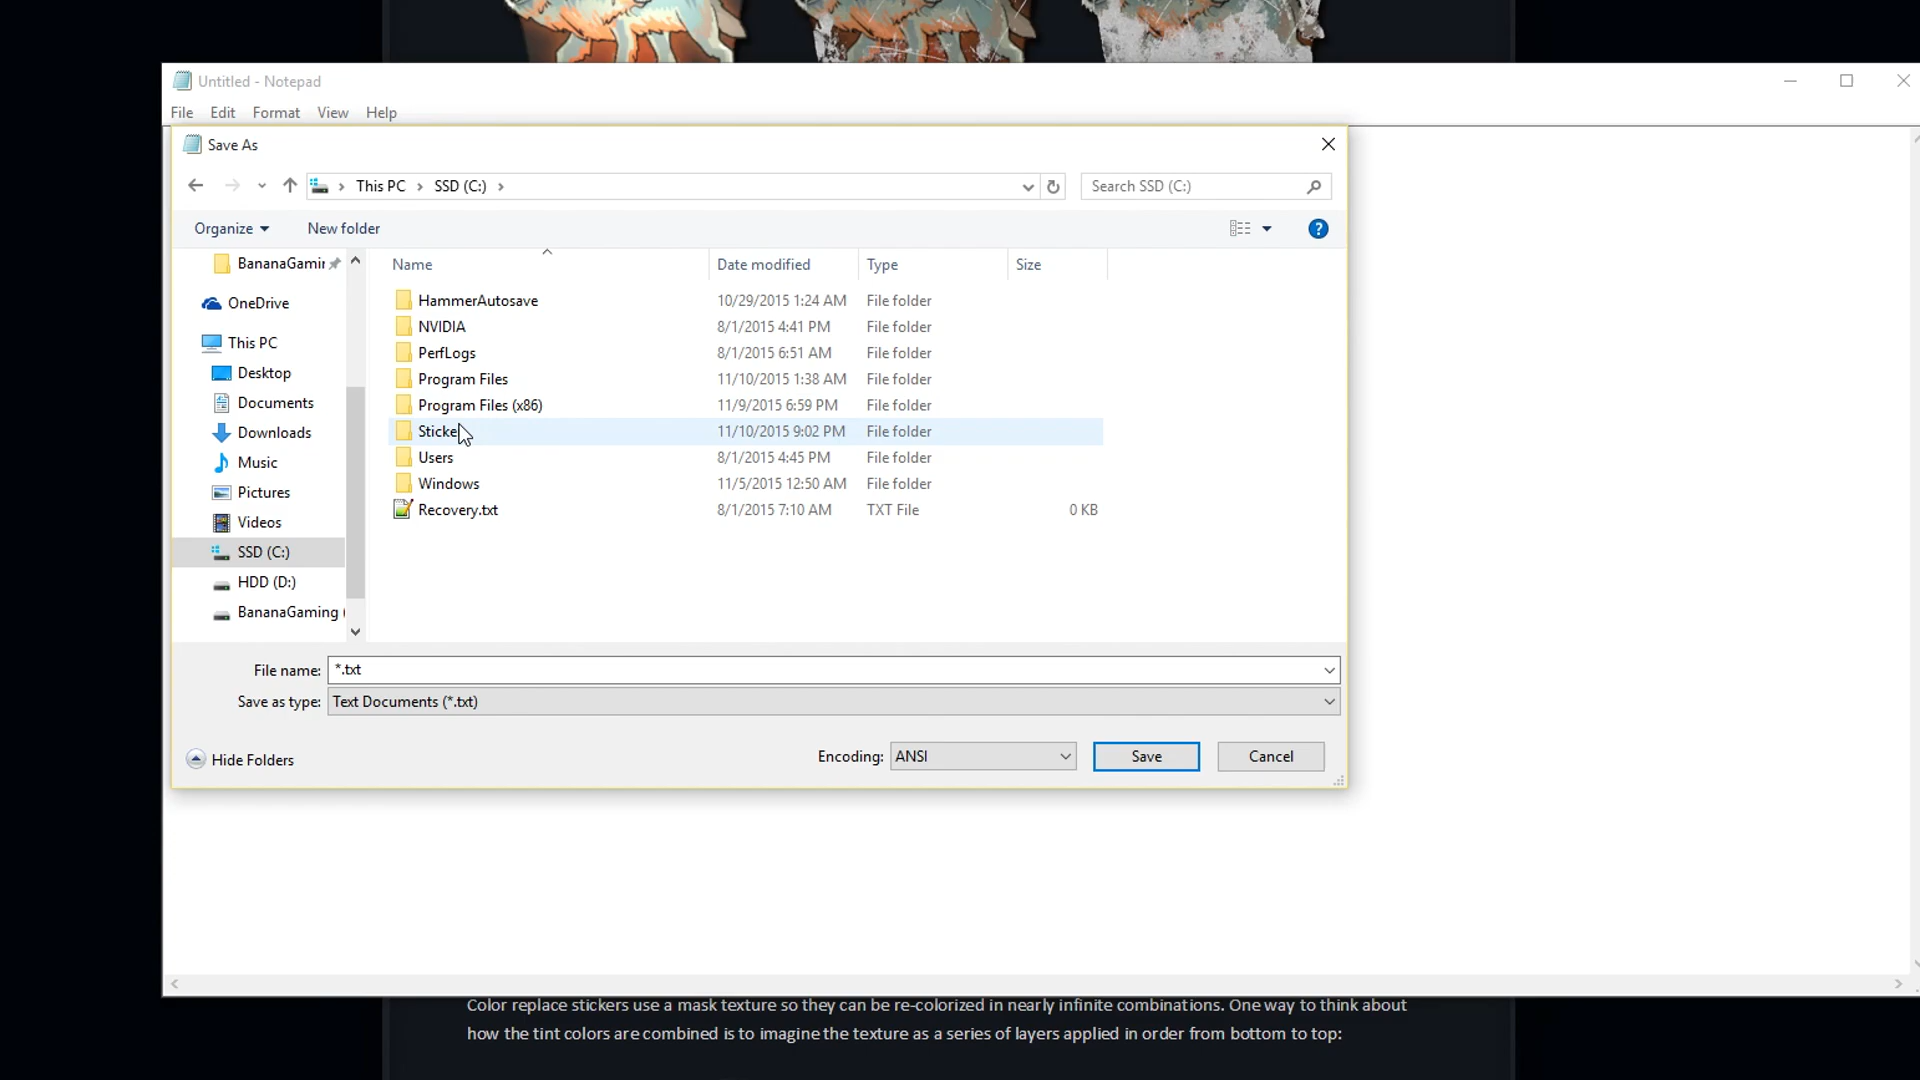 Untitled - Notepad
File Edit Format View Help
Save As
This PC SSD (C:)
Search SSD (C:)
Organize New folder
Name Date modified Type Size
BananaGamin
OneDrive
This PC
Desktop
Documents
Downloads
Music
Pictures
Videos
SSD (C:)
HDD (D:)
BananaGaming (
HammerAutosave 10/29/2015 1:24 AM File folder
NVIDIA 8/1/2015 4:41 PM File folder
PerfLogs 8/1/2015 6:51 AM File folder
Program Files 11/10/2015 1:38 AM File folder
Program Files (x86) 11/9/2015 6:59 PM File folder
Sticke 11/10/2015 9:02 PM File folder
Users 8/1/2015 4:45 PM File folder
Windows 11/5/2015 12:50 AM File folder
Recovery.txt 8/1/2015 7:10 AM TXT File 0 KB
File name: *.txt
Save as type: Text Documents (*.txt)
Hide Folders Encoding: ANSI Save Cancel
Color replace stickers use a mask texture so they can be re-colorized in nearly infinite combinations. One way to think about
how the tint colors are combined is to imagine the texture as a series of layers applied in order from bottom to top: